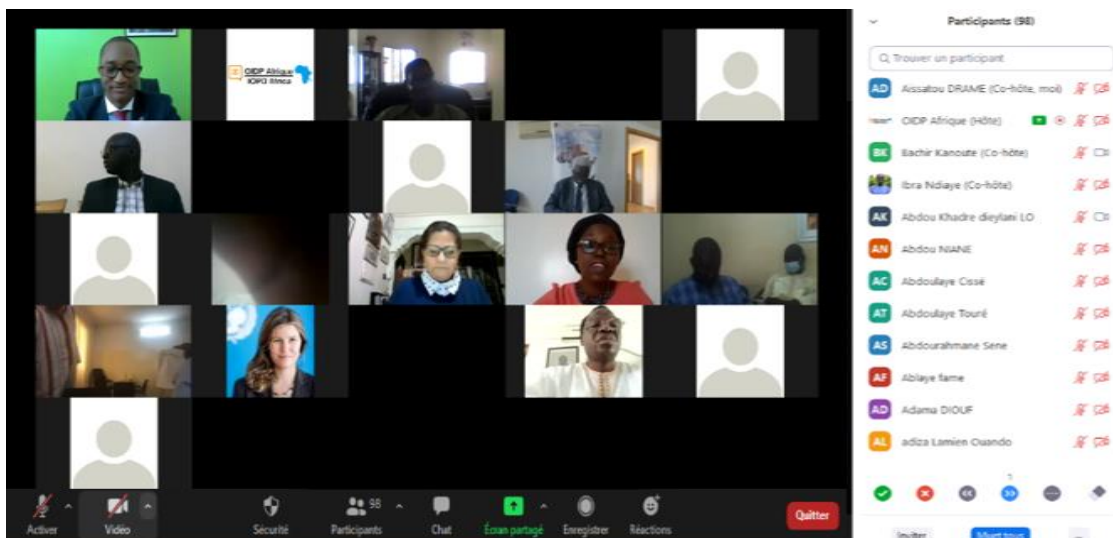 OIDP Afrique
IOPD Africa
Activer
Vidéo
Sécurité
98
Participants
Chat
Écran partagé
Enregistrer
Réactions
Quitter
Participants (98)
Trouver un participant
AD Aissatou DRAME (Co-hôte, moi)
OIDP Afrique (Hôte)
BK Bachir Kanoute (Co-hôte)
Ibra Ndiaye (Co-hôte)
AK Abdou Khadre dieylani LO
AN Abdou NIANE
AC Abdoulaye Cissé
AT Abdoulaye Touré
AS Abdourahmane Sene
AF Ablaye fame
AD Adama DIOUF
AL adiza Lamien Ouando
Inviter
Muet tous